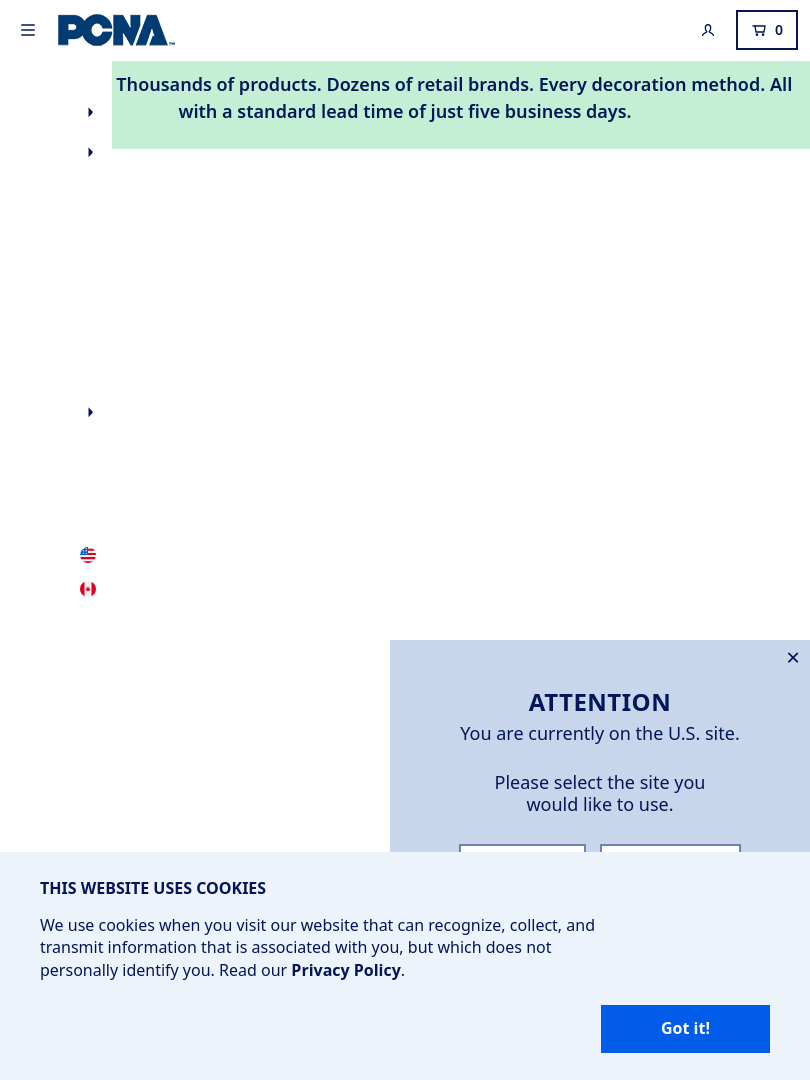 PCNA™
0
Thousands of products. Dozens of retail brands. Every decoration method. All
with a standard lead time of just five business days.
ATTENTION
You are currently on the U.S. site.
Please select the site you
would like to use.
THIS WEBSITE USES COOKIES
We use cookies when you visit our website that can recognize, collect, and
transmit information that is associated with you, but which does not
personally identify you. Read our Privacy Policy.
Got it!